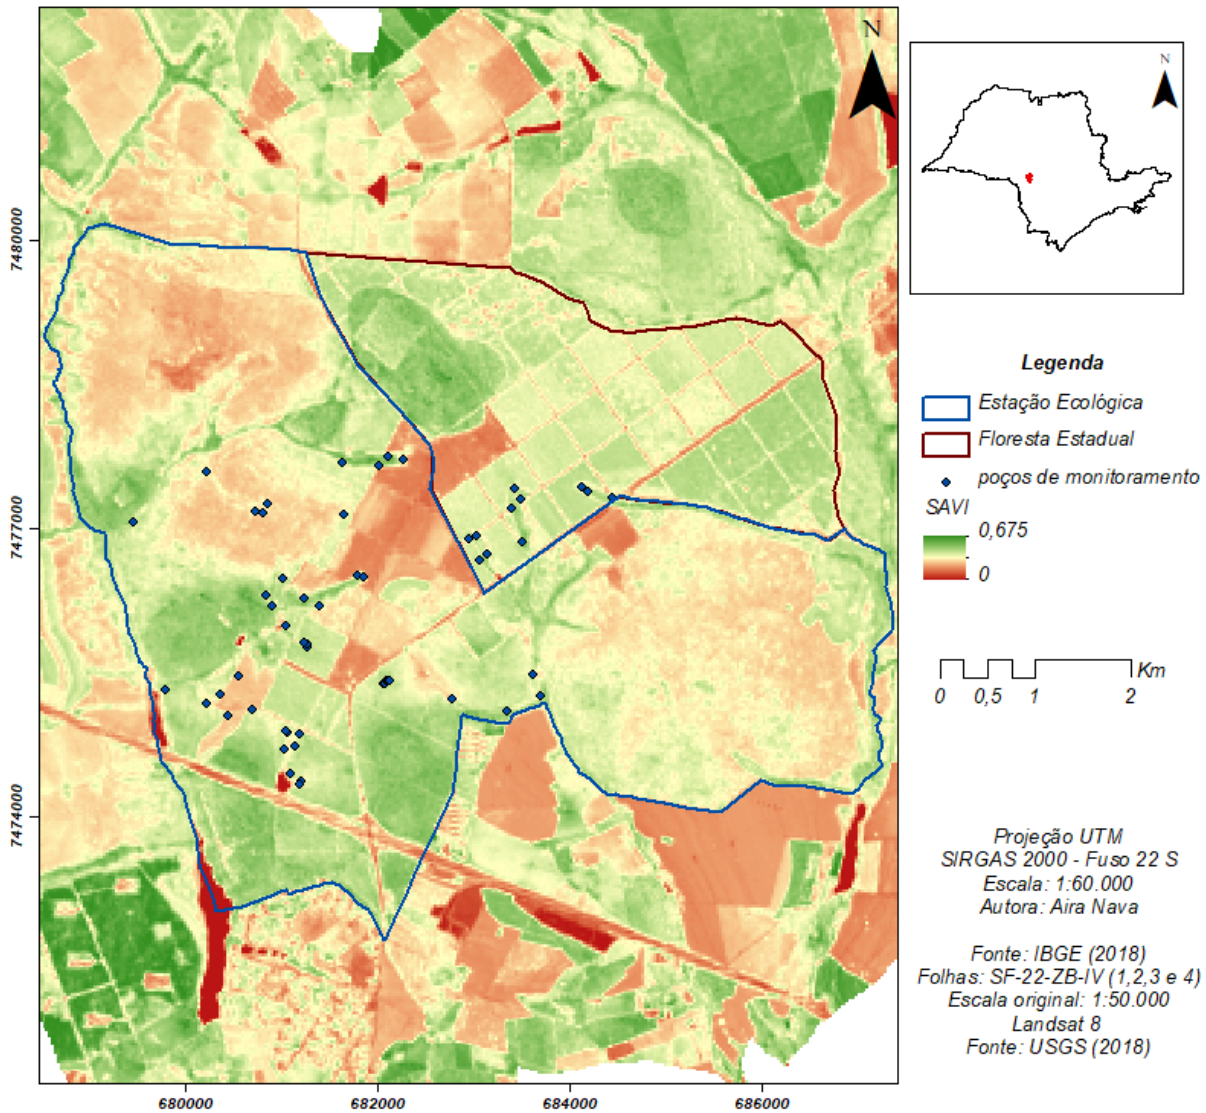 N
N
7480000
7477000
7474000
680000
682000
684000
686000
Legenda
Estação Ecológica
Floresta Estadual
poços de monitoramento
SAVI
0,675
0
Km
0 0,5 1 2
Projeção UTM
SIRGAS 2000 - Fuso 22 S
Escala: 1:60.000
Autora: Aira Nava
Fonte: IBGE (2018)
Folhas: SF-22-ZB-IV (1,2,3 e 4)
Escala original: 1:50.000
Landsat 8
Fonte: USGS (2018)